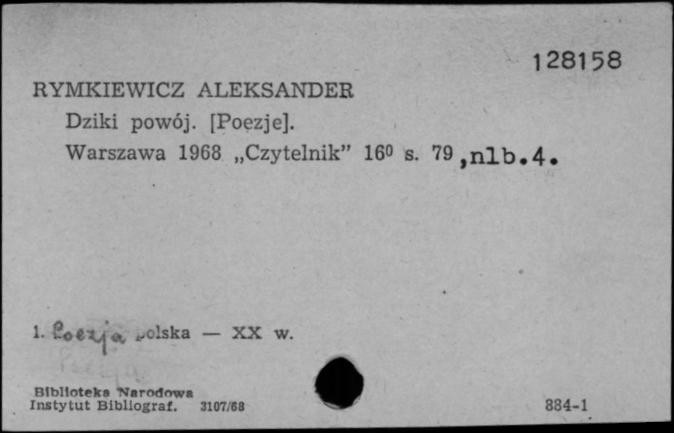 128158
RYMKIEWICZ ALEKSANDER
Dziki powój. [Poezje].
Warszawa 1968 „Czytelnik” 16⁰ s. 79 ,nlb.4.
1. Poezja polska — XX w.
Biblioteka Narodowa
Instytut Bibliograf. 3107/68
884-1